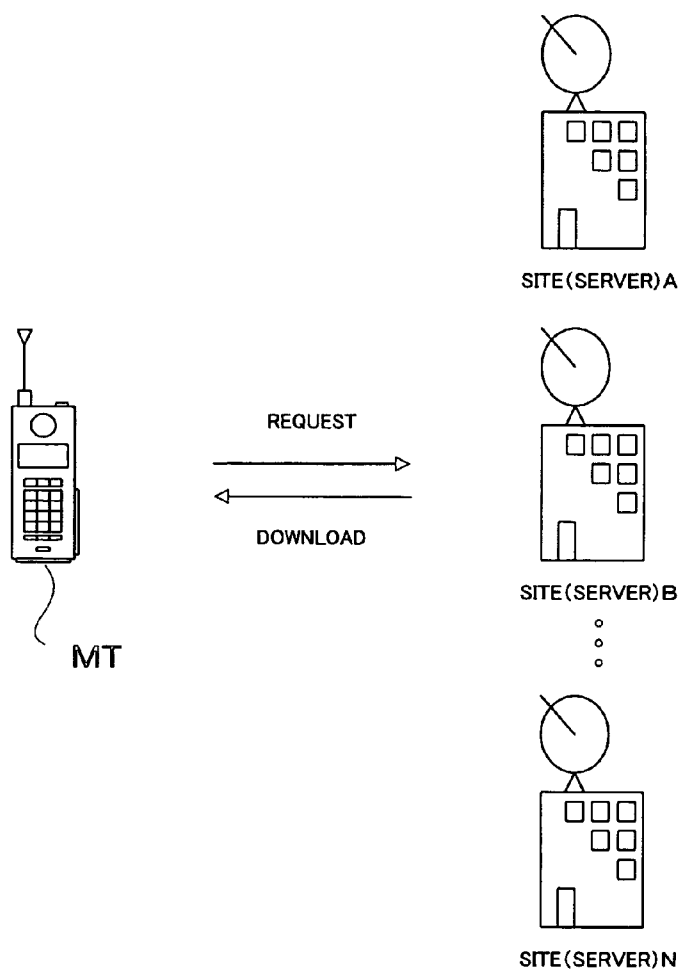 SITE(SERVER)A
REQUEST
DOWNLOAD
SITE(SERVER)B
MT
SITE(SERVER)N